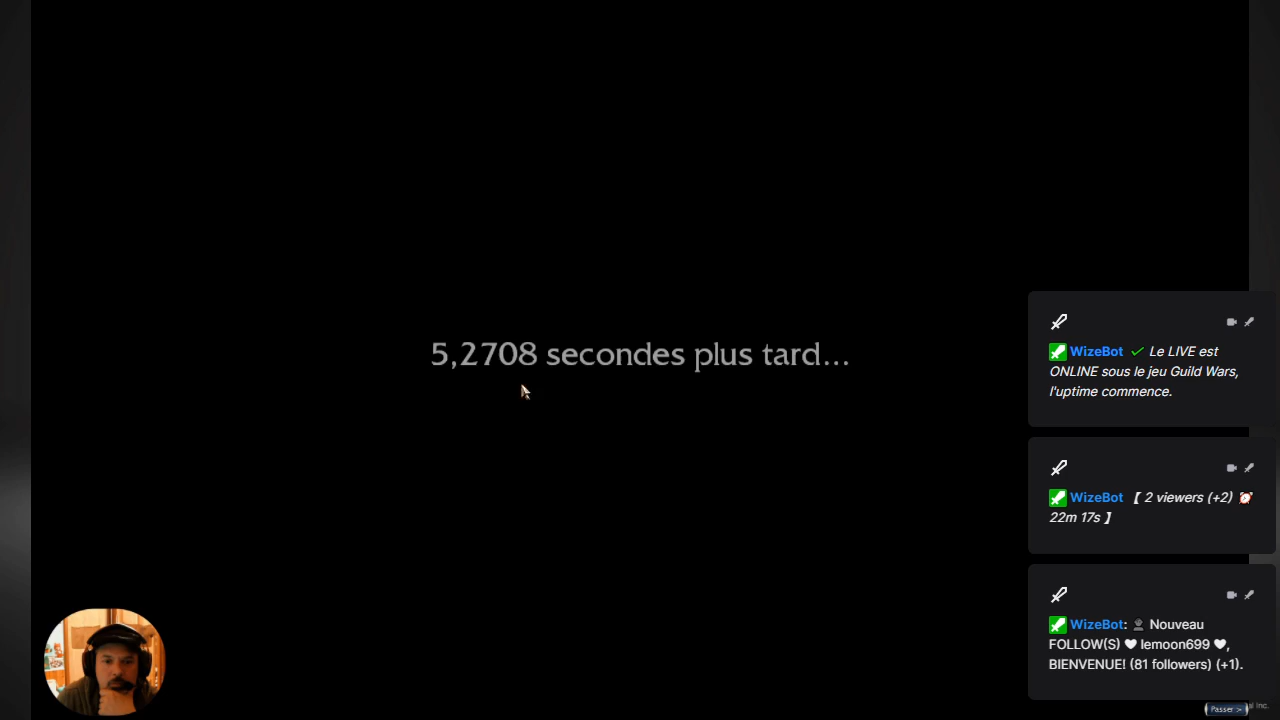 5,2708 secondes plus tard...
WizeBot ✓ Le LIVE est
ONLINE sous le jeu Guild Wars,
l'uptime commence.
WizeBot 【 2 viewers (+2) ⏰
22m 17s 】
WizeBot: 👤 Nouveau
FOLLOW(S) ♥ lemoon699 ♥,
BIENVENUE! (81 followers) (+1).
Passer >
Inc.